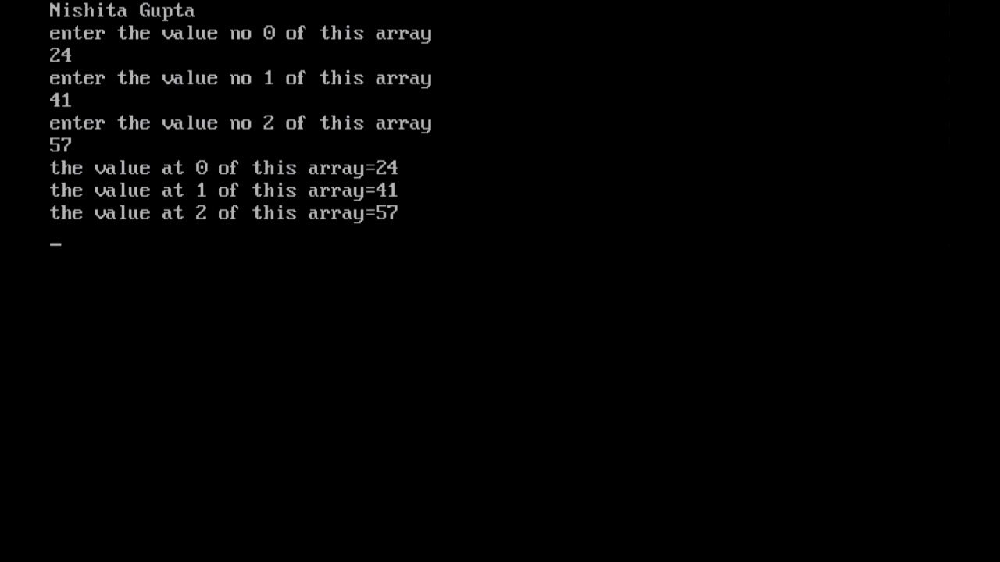 Nishita Gupta
enter the value no 0 of this array
24
enter the value no 1 of this array
41
enter the value no 2 of this array
57
the value at 0 of this array=24
the value at 1 of this array=41
the value at 2 of this array=57
_